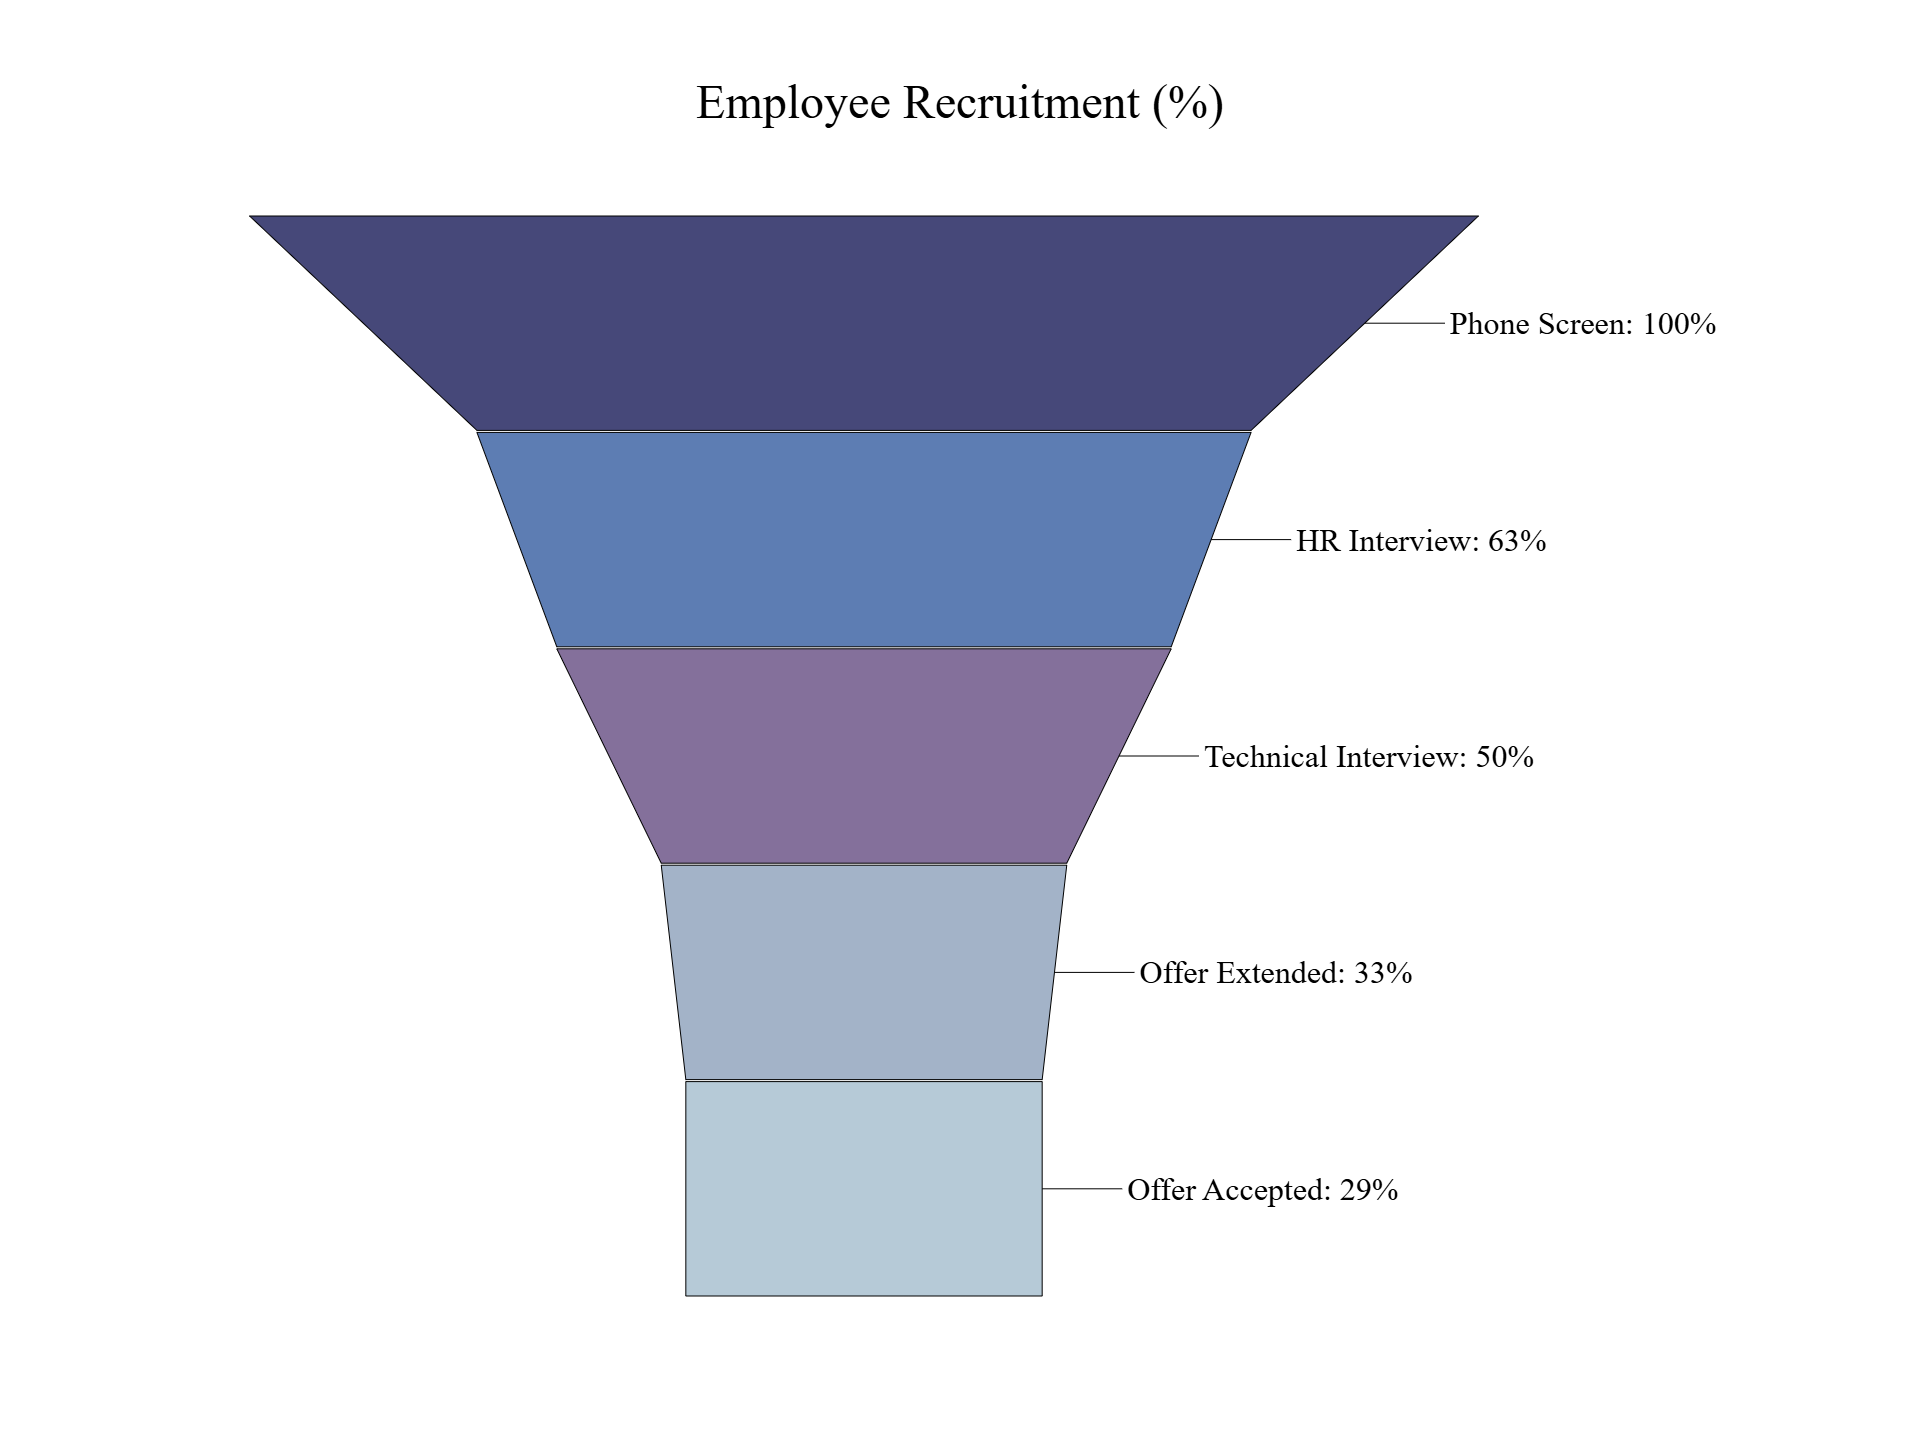 Employee Recruitment (%)
Phone Screen: 100%
HR Interview: 63%
Technical Interview: 50%
Offer Extended: 33%
Offer Accepted: 29%